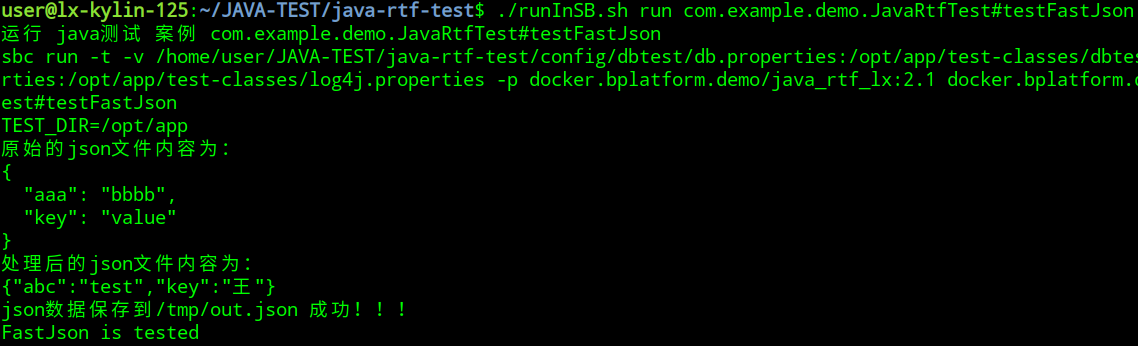 user@lx-kylin-125:~/JAVA-TEST/java-rtf-test$ ./runInSB.sh run com.example.demo.JavaRtfTest#testFastJson
运行 java测试 案例 com.example.demo.JavaRtfTest#testFastJson
sbc run -t -v /home/user/JAVA-TEST/java-rtf-test/config/dbtest/db.properties:/opt/app/test-classes/dbtes
rties:/opt/app/test-classes/log4j.properties -p docker.bplatform.demo/java_rtf_lx:2.1 docker.bplatform.d
est#testFastJson
TEST_DIR=/opt/app
原始的json文件内容为:
{
  "aaa": "bbbb",
  "key": "value"
}
处理后的json文件内容为:
{"abc":"test","key":"王"}
json数据保存到/tmp/out.json 成功!!!
FastJson is tested